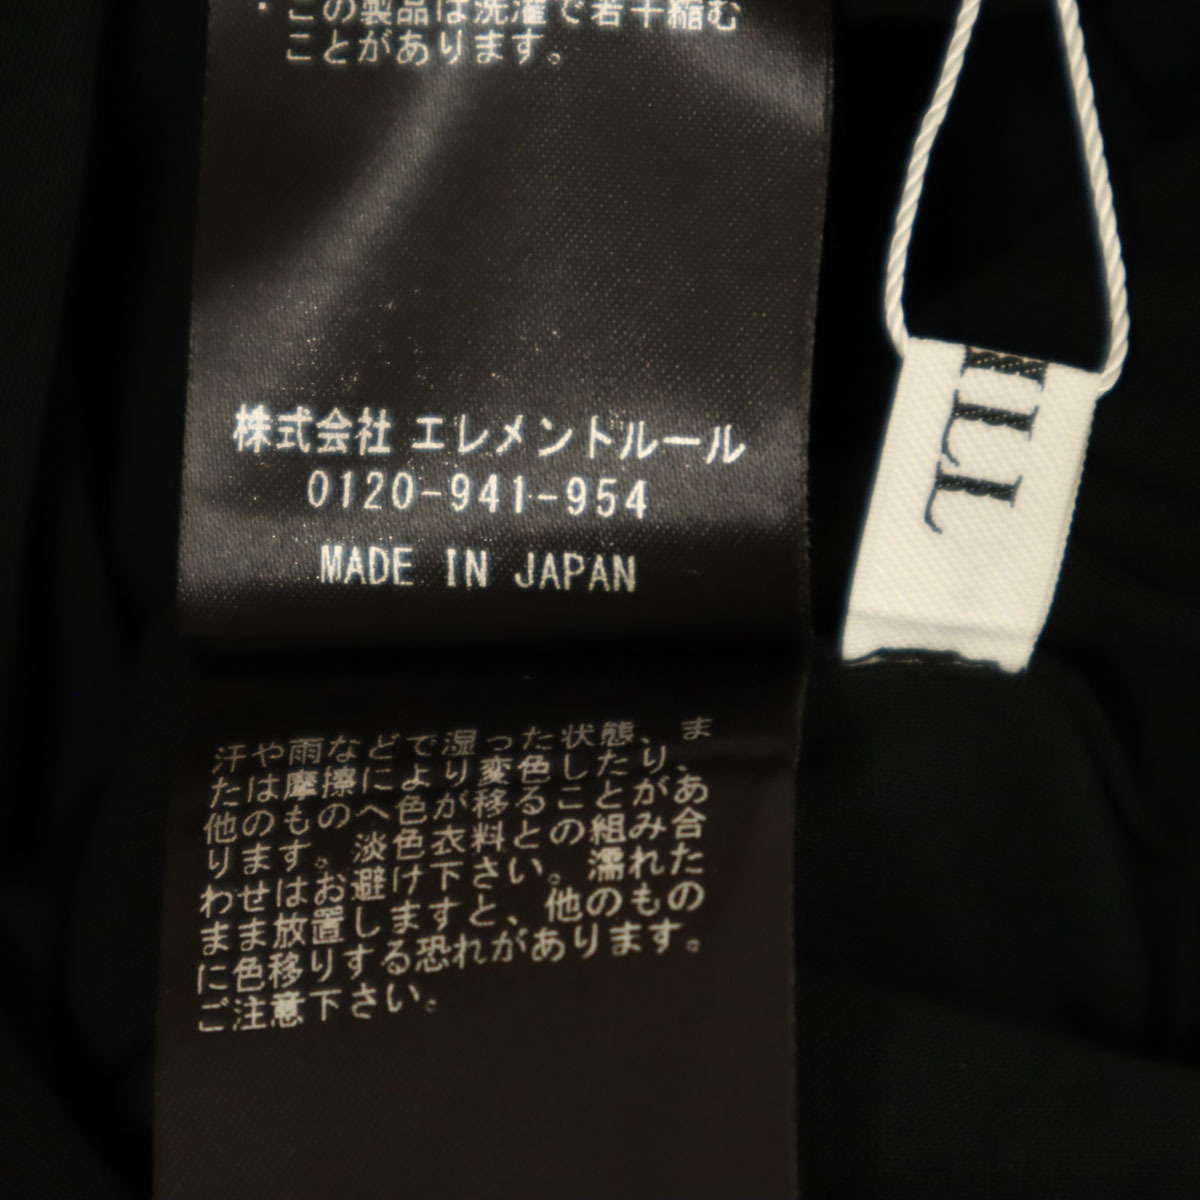 ・この製品は洗濯で若干縮む
ことがあります。
株式会社 エレメントルール
0120-941-954
MADE IN JAPAN
汗や雨などで湿った状態、ま
たは摩擦により変色したり、
他のものへ色が移ることがあ
ります。淡色衣料との組み合
わせはお避け下さい。濡れた
まま放置しますと、他のもの
に色移りする恐れがあります。
ご注意下さい。